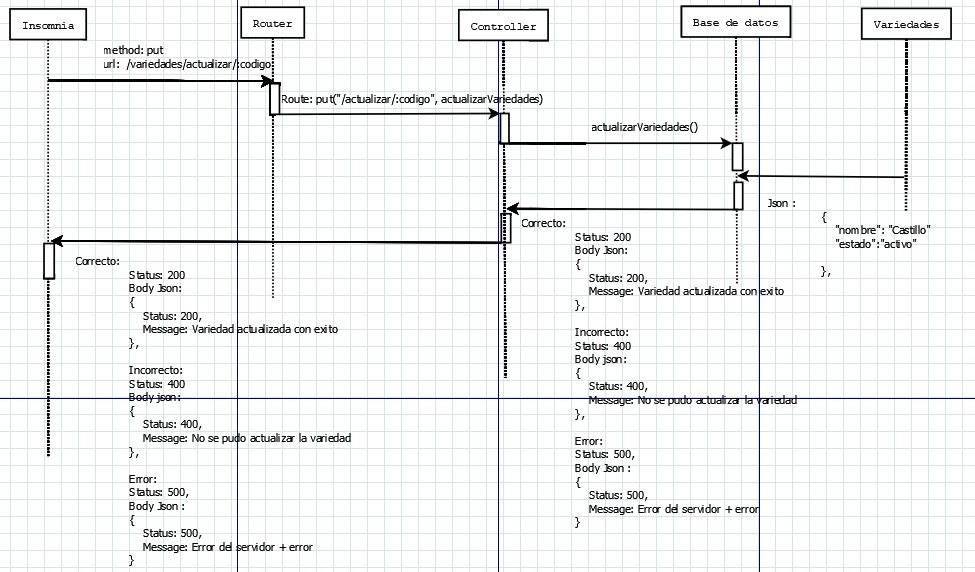 Insomnia
Router
Controller
Base de datos
Variedades
method: put
url: /variedades/actualizar/:codigo
Route: put("/actualizar/:codigo", actualizarVariedades)
actualizarVariedades()
Json :
{
"nombre": "Castillo"
"estado":"activo"
},
Correcto:
Status: 200
Body Json:
{
Status: 200,
Message: Variedad actualizada con exito
},
Incorrecto:
Status: 400
Body json:
{
Status: 400,
Message: No se pudo actualizar la variedad
},
Error:
Status: 500,
Body Json :
{
Status: 500,
Message: Error del servidor + error
}
Correcto:
Status: 200
Body Json:
{
Status: 200,
Message: Variedad actualizada con exito
},
Incorrecto:
Status: 400
Body json:
{
Status: 400,
Message: No se pudo actualizar la variedad
},
Error:
Status: 500,
Body Json :
{
Status: 500,
Message: Error del servidor + error
}